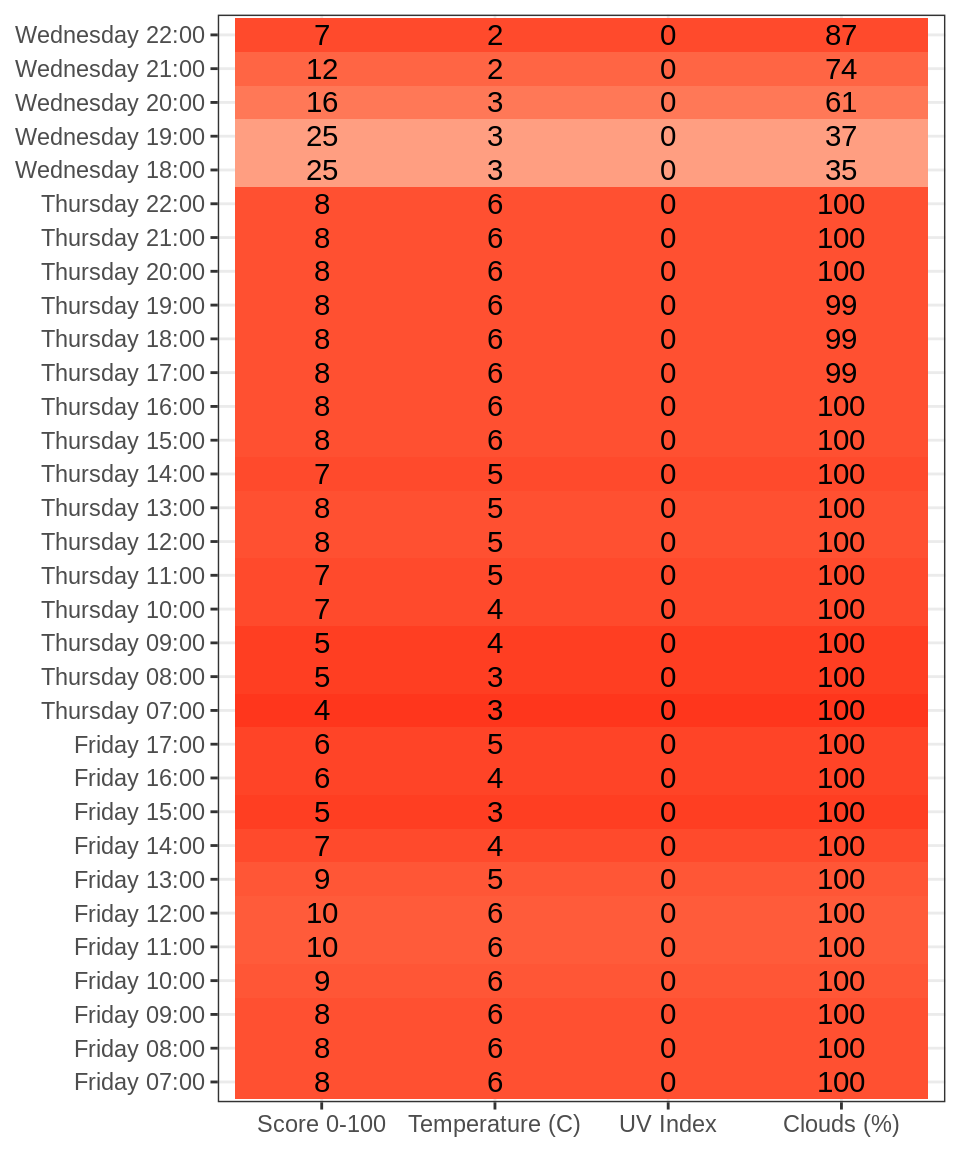 Wednesday 22:00 7 2 0 87
Wednesday 21:00 12 2 0 74
Wednesday 20:00 16 3 0 61
Wednesday 19:00 25 3 0 37
Wednesday 18:00 25 3 0 35
Thursday 22:00 8 6 0 100
Thursday 21:00 8 6 0 100
Thursday 20:00 8 6 0 100
Thursday 19:00 8 6 0 99
Thursday 18:00 8 6 0 99
Thursday 17:00 8 6 0 99
Thursday 16:00 8 6 0 100
Thursday 15:00 8 6 0 100
Thursday 14:00 7 5 0 100
Thursday 13:00 8 5 0 100
Thursday 12:00 8 5 0 100
Thursday 11:00 7 5 0 100
Thursday 10:00 7 4 0 100
Thursday 09:00 5 4 0 100
Thursday 08:00 5 3 0 100
Thursday 07:00 4 3 0 100
Friday 17:00 6 5 0 100
Friday 16:00 6 4 0 100
Friday 15:00 5 3 0 100
Friday 14:00 7 4 0 100
Friday 13:00 9 5 0 100
Friday 12:00 10 6 0 100
Friday 11:00 10 6 0 100
Friday 10:00 9 6 0 100
Friday 09:00 8 6 0 100
Friday 08:00 8 6 0 100
Friday 07:00 8 6 0 100
Score 0-100 Temperature (C) UV Index Clouds (%)